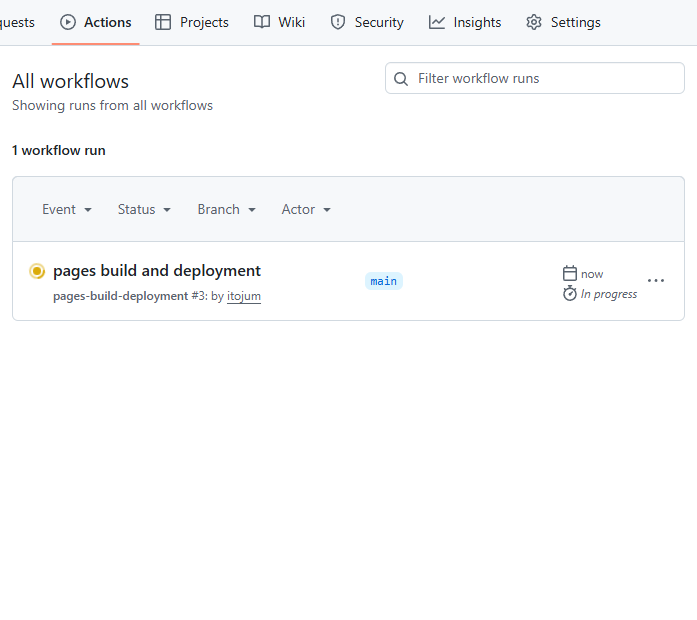 quests Actions Projects Wiki Security Insights Settings
All workflows
Filter workflow runs
Showing runs from all workflows
1 workflow run
Event Status Branch Actor
pages build and deployment
main
now
pages-build-deployment #3: by itojum
In progress